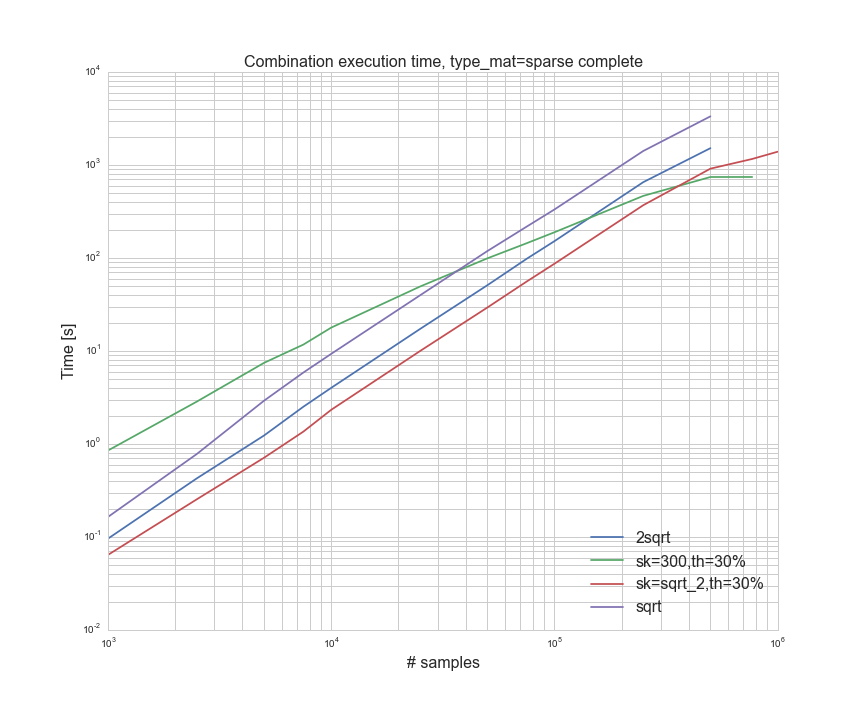 Combination execution time, type_mat=sparse complete
10^4
10^3
10^2
10^1
10^0
10^-1
10^-2
Time [s]
10^3
10^4
10^5
10^6
# samples
2sqrt
sk=300,th=30%
sk=sqrt_2,th=30%
sqrt